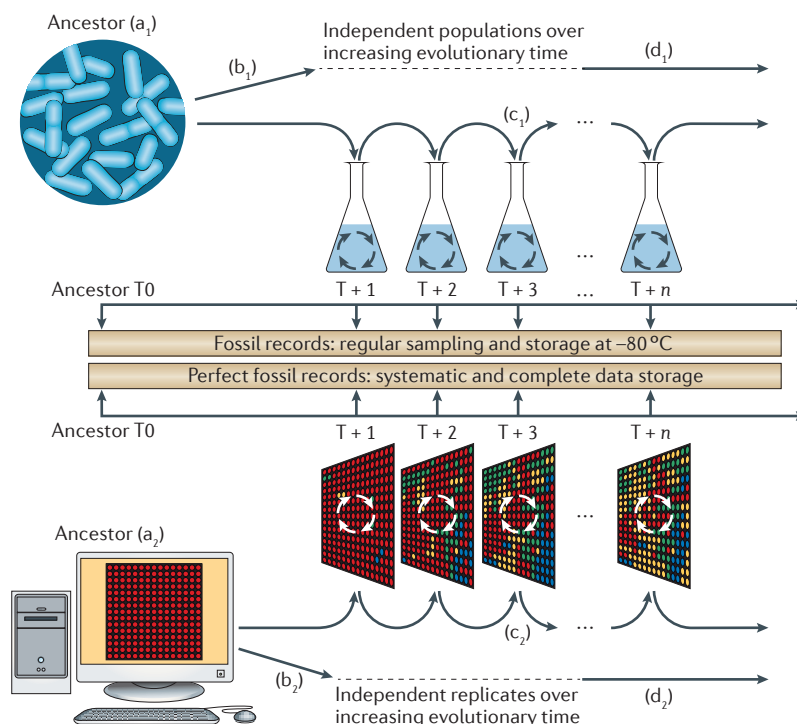 Ancestor (a₁)
Independent populations over
increasing evolutionary time
(b₁)
(d₁)
(c₁)
...
...
Ancestor T0
T + 1
T + 2
T + 3
...
T + n
Fossil records: regular sampling and storage at –80 °C
Perfect fossil records: systematic and complete data storage
Ancestor T0
T + 1
T + 2
T + 3
T + n
...
Ancestor (a₂)
(c₂)
...
(b₂)
Independent replicates over
increasing evolutionary time
(d₂)